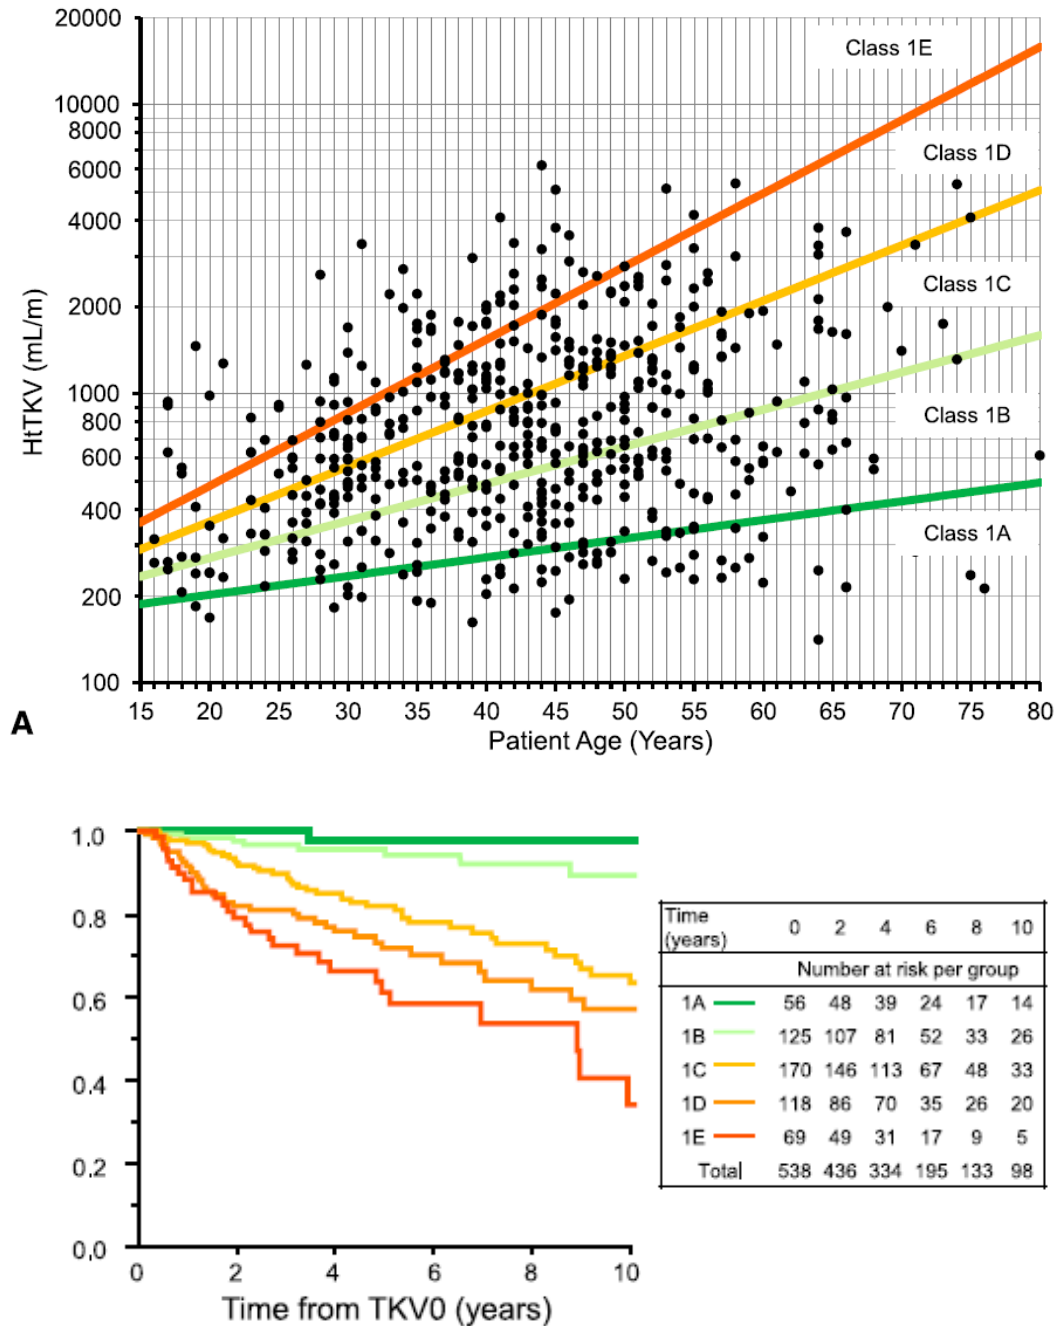 20000
Class 1E
10000
8000
Class 1D
6000
4000
Class 1C
2000
HtTKV (mL/m)
1000
800
Class 1B
600
400
Class 1A
200
100
15 20 25 30 35 40 45 50 55 60 65 70 75 80
A
Patient Age (Years)
1.0
0.8
0.6
0.4
0.2
0.0
0 2 4 6 8 10
Time from TKV0 (years)
Time (years) 0 2 4 6 8 10
Number at risk per group
1A 56 48 39 24 17 14
1B 125 107 81 52 33 26
1C 170 146 113 67 48 33
1D 118 86 70 35 26 20
1E 69 49 31 17 9 5
Total 538 436 334 195 133 98